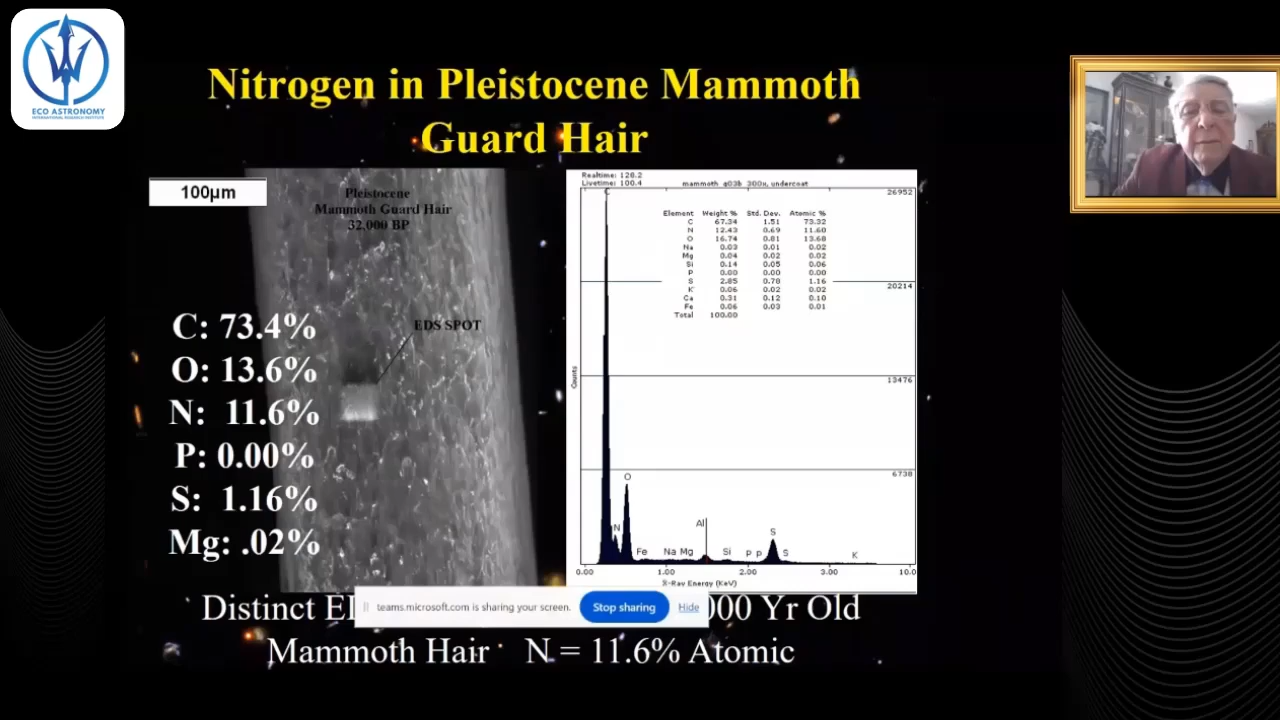 ECO ASTRONOMY
INTERNATIONAL RESEARCH INSTITUTE
Nitrogen in Pleistocene Mammoth
Guard Hair
100µm
Pleistocene
Mammoth Guard Hair
32,000 BP
EDS SPOT
C: 73.4%
O: 13.6%
N: 11.6%
P: 0.00%
S: 1.16%
Mg: .02%
Realtime: 128.2
Livetime: 100.4
mammoth_g03b_300x, undercoat
26952
Element Weight % Std. Dev. Atomic %
C 67.34 1.51 73.32
N 12.43 0.69 11.60
O 16.74 0.81 13.68
Na 0.03 0.01 0.02
Mg 0.04 0.02 0.02
Si 0.14 0.05 0.06
P 0.00 0.00 0.00
S 2.85 0.78 1.16
K 0.06 0.02 0.02
Ca 0.31 0.12 0.10
Fe 0.06 0.03 0.01
Total 100.00
20214
13476
6738
Counts
C
N
O
Fe Na Mg Al Si P P S S K
0.00 1.00 2.00 3.00 10.0
X-Ray Energy (KeV)
teams.microsoft.com is sharing your screen. Stop sharing Hide
Distinct 000 Yr Old
Mammoth Hair N = 11.6% Atomic